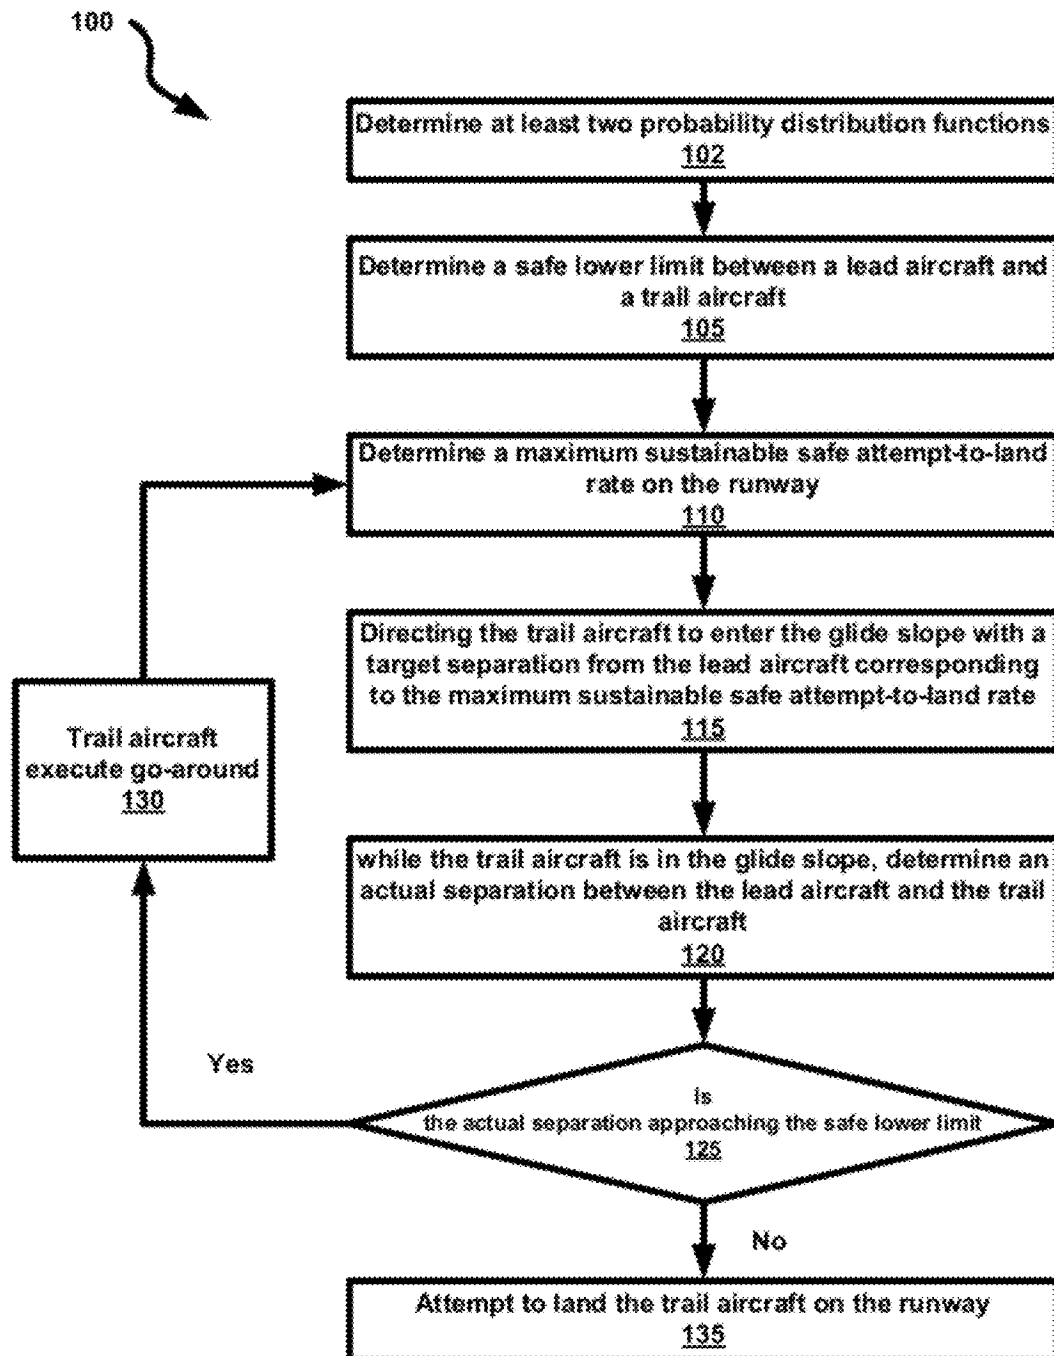 100
Determine at least two probability distribution functions
102
Determine a safe lower limit between a lead aircraft and
a trail aircraft
105
Determine a maximum sustainable safe attempt-to-land
rate on the runway
110
Directing the trail aircraft to enter the glide slope with a
target separation from the lead aircraft corresponding
to the maximum sustainable safe attempt-to-land rate
115
Trail aircraft
execute go-around
130
while the trail aircraft is in the glide slope, determine an
actual separation between the lead aircraft and the trail
aircraft
120
Yes
is
the actual separation approaching the safe lower limit
125
No
Attempt to land the trail aircraft on the runway
135